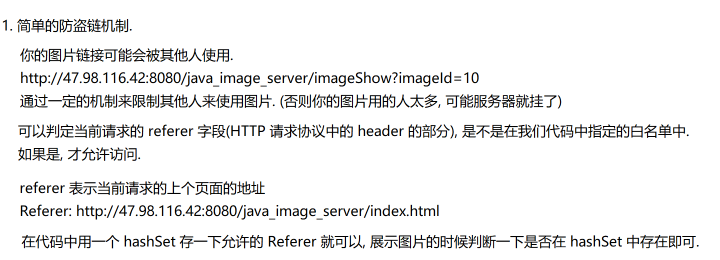 1. 简单的防盗链机制.
你的图片链接可能会被其他人使用.
http://47.98.116.42:8080/java_image_server/imageShow?imageId=10
通过一定的机制来限制其他人来使用图片. (否则你的图片用的人太多, 可能服务器就挂了)
可以判定当前请求的 referer 字段(HTTP 请求协议中的 header 的部分), 是不是在我们代码中指定的白名单中.
如果是, 才允许访问.
referer 表示当前请求的上个页面的地址
Referer: http://47.98.116.42:8080/java_image_server/index.html
在代码中用一个 hashSet 存一下允许的 Referer 就可以, 展示图片的时候判断一下是否在 hashSet 中存在即可.